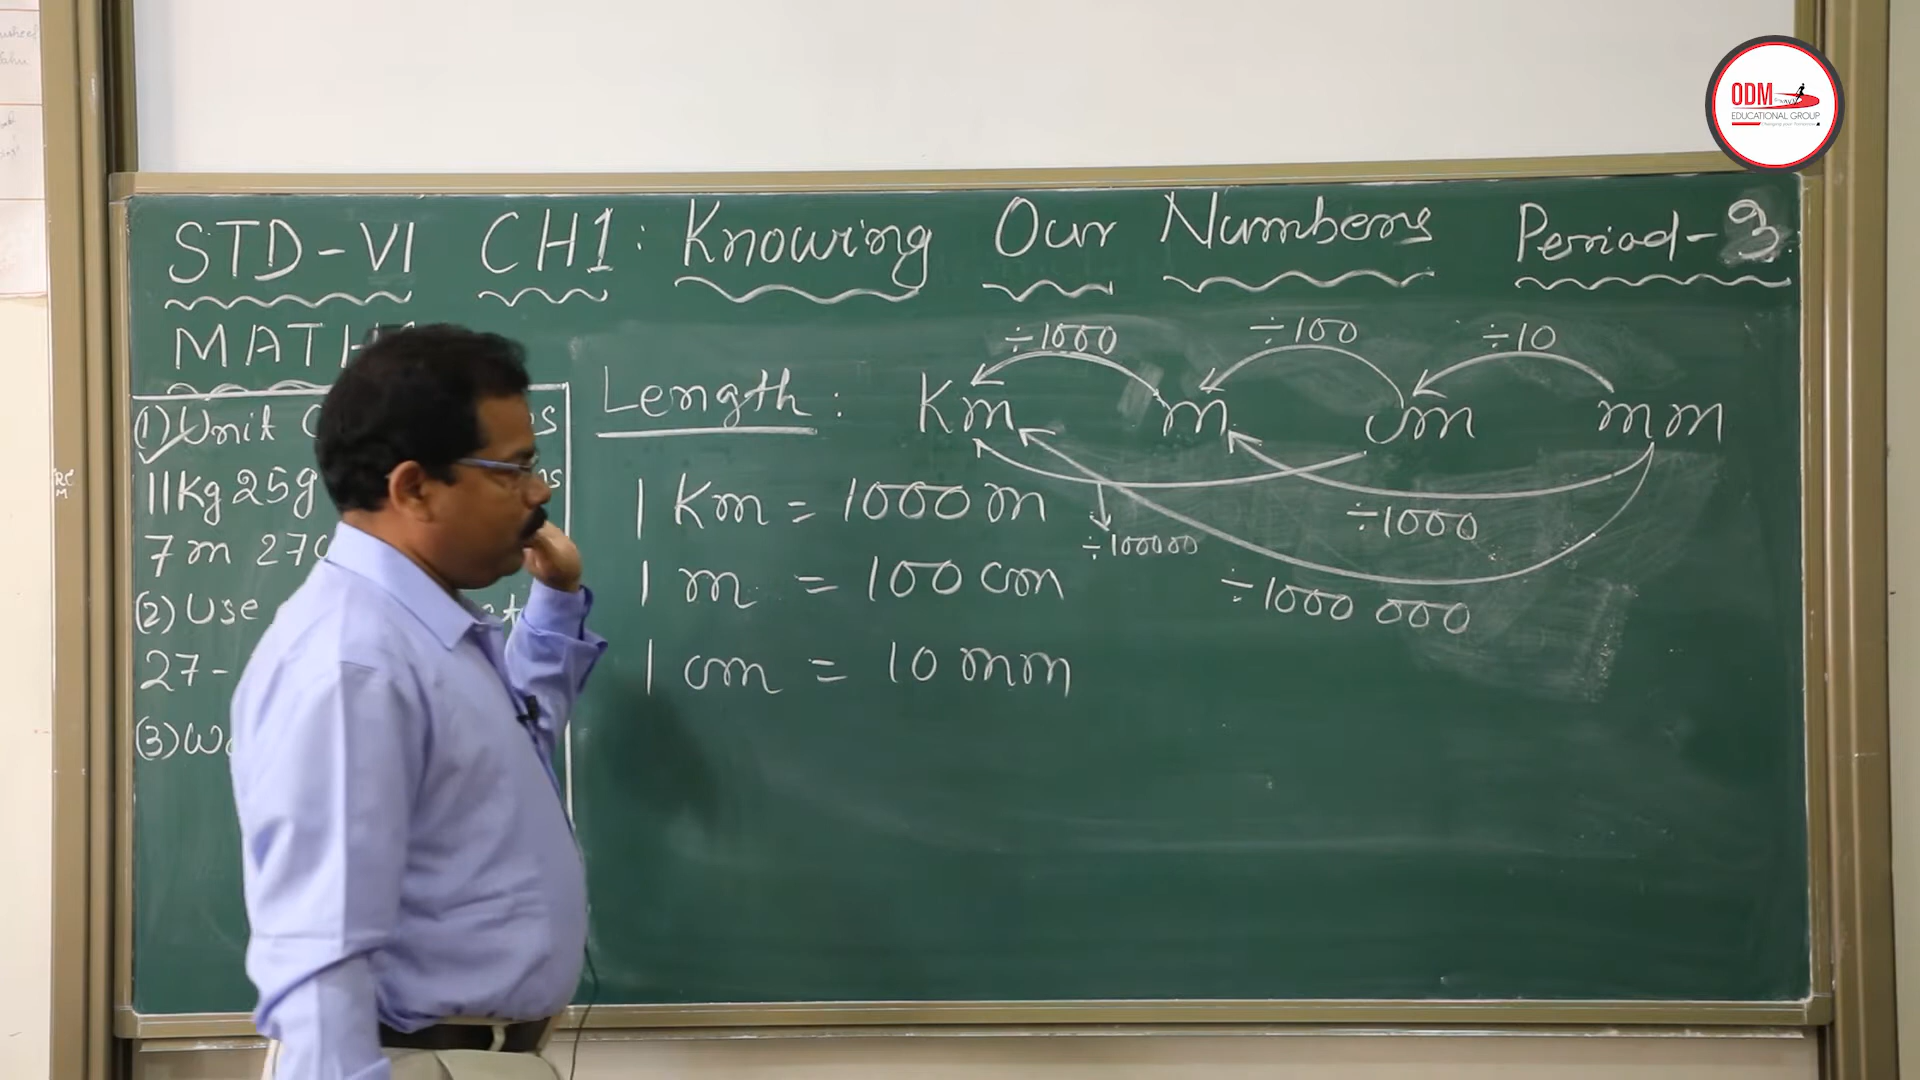 ODM
EDUCATIONAL GROUP
STD-VI CH1: Knowing Our Numbers Period-3
MATH
(1) Unit
11Kg 25g
7m 270
(2) Use
27-
(3)
Length: Km m cm mm
÷1000 ÷100 ÷10
÷100000 ÷1000
÷1000 000
1 Km = 1000 m
1 m = 100 cm
1 cm = 10 mm